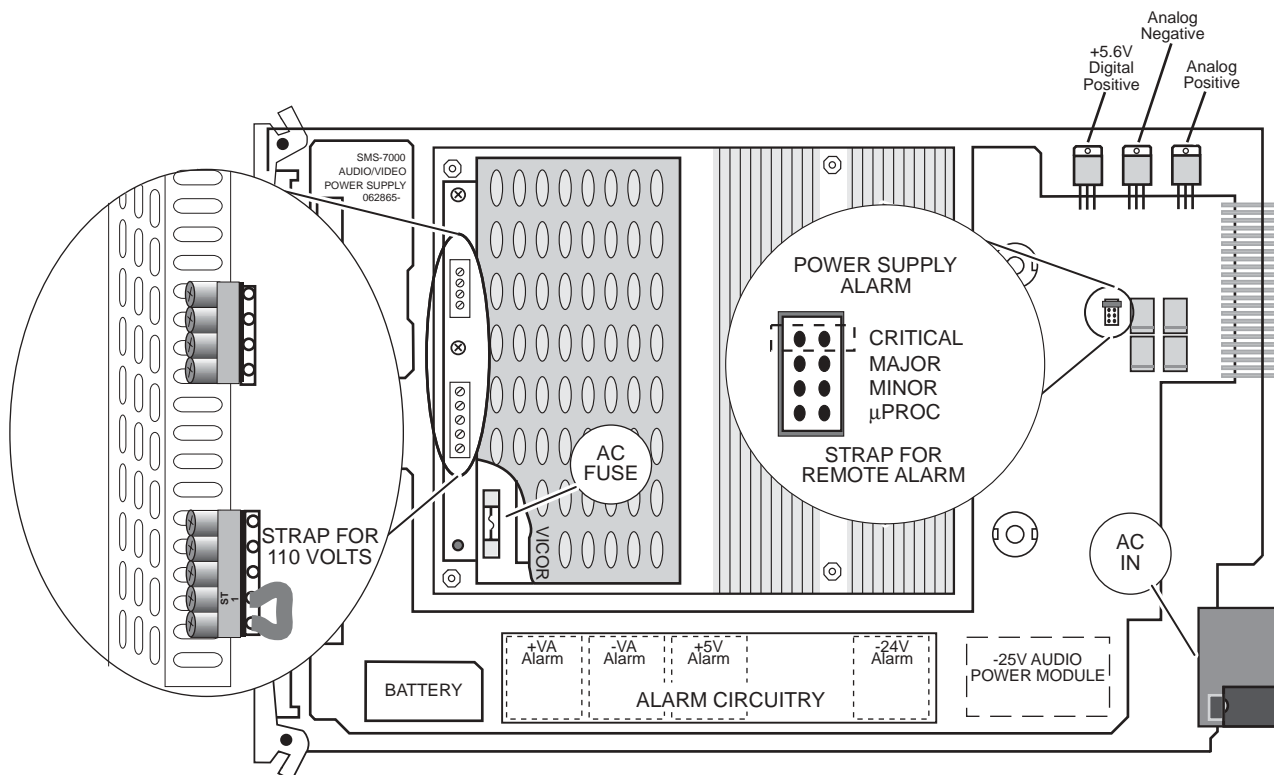 Analog
Negative
+5.6V
Digital
Positive
Analog
Positive
SMS-7000
AUDIO/VIDEO
POWER SUPPLY
062865-
POWER SUPPLY
ALARM
CRITICAL
MAJOR
MINOR
µPROC
STRAP FOR
REMOTE ALARM
AC
FUSE
VICOR
STRAP FOR
110 VOLTS
ST
1
AC
IN
+VA
Alarm
-VA
Alarm
+5V
Alarm
-24V
Alarm
ALARM CIRCUITRY
BATTERY
-25V AUDIO
POWER MODULE